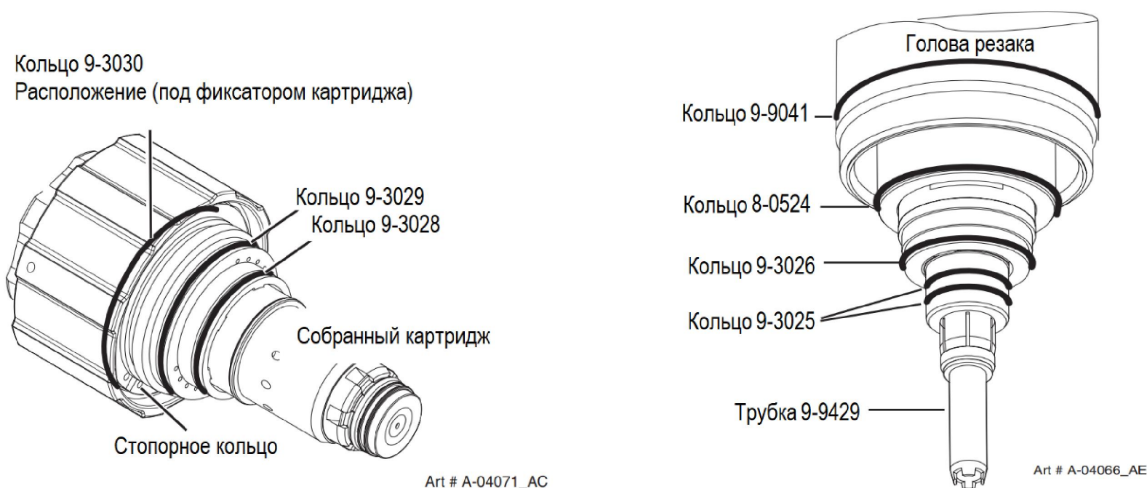 Кольцо 9-3030
Расположение (под фиксатором картриджа)
Кольцо 9-3029
Кольцо 9-3028
Собранный картридж
Стопорное кольцо
Art # A-04071_AC
Голова резака
Кольцо 9-9041
Кольцо 8-0524
Кольцо 9-3026
Кольцо 9-3025
Трубка 9-9429
Art # A-04066_AE